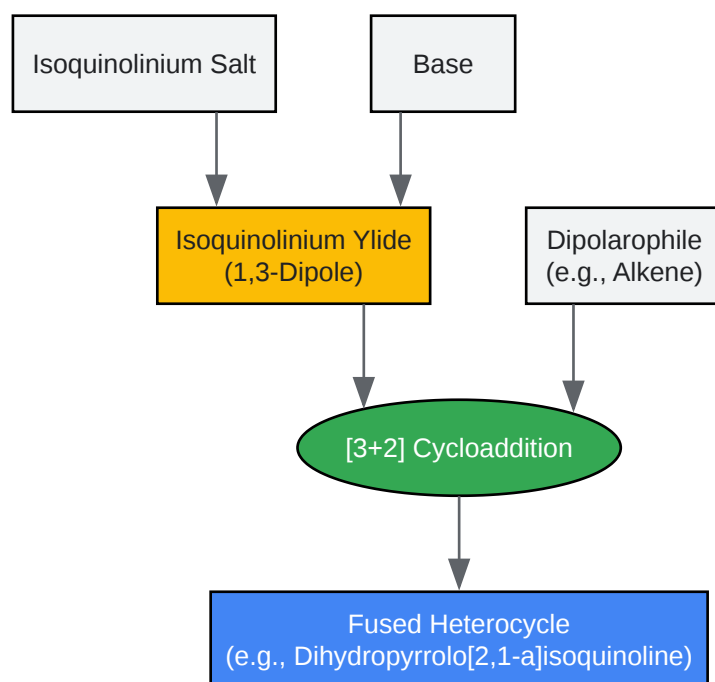 Isoquinolinium Salt
Base
Isoquinolinium Ylide
(1,3-Dipole)
Dipolarophile
(e.g., Alkene)
[3+2] Cycloaddition
Fused Heterocycle
(e.g., Dihydropyrrolo[2,1-a]isoquinoline)